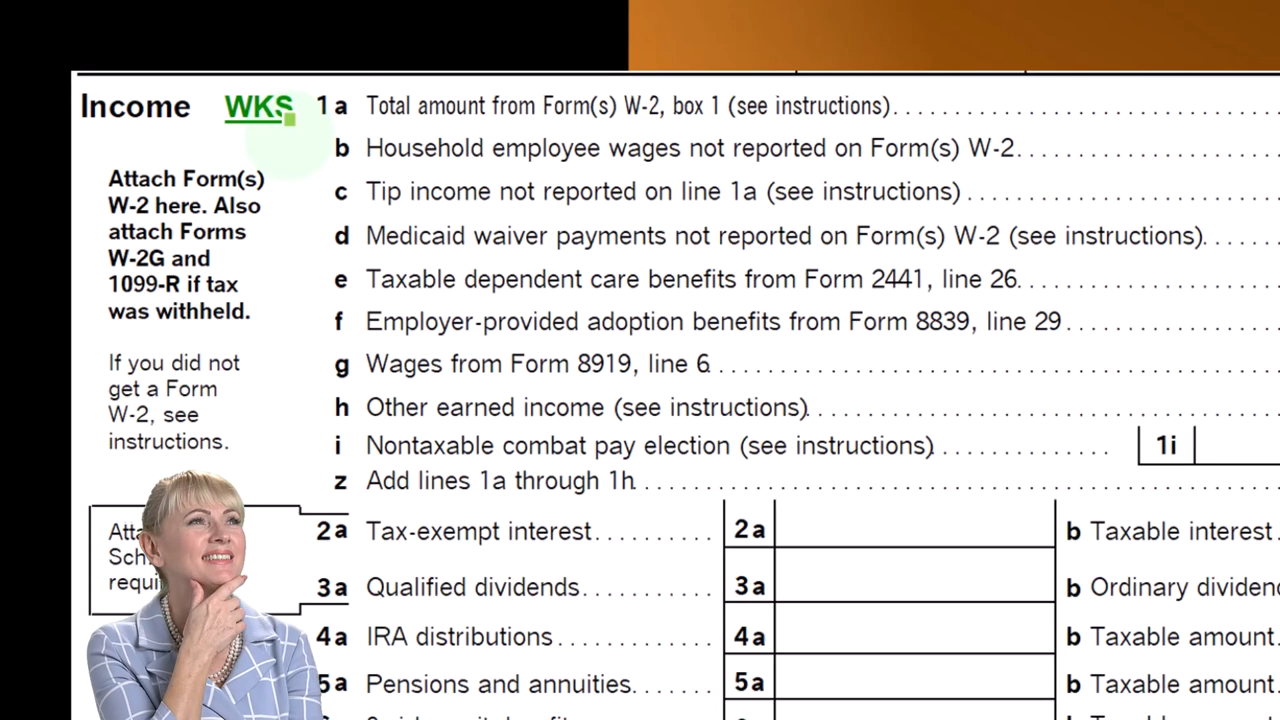 Income WKS 1a Total amount from Form(s) W-2, box 1 (see instructions)
b Household employee wages not reported on Form(s) W-2
Attach Form(s)
W-2 here. Also
attach Forms
W-2G and
1099-R if tax
was withheld.
c Tip income not reported on line 1a (see instructions)
d Medicaid waiver payments not reported on Form(s) W-2 (see instructions)
e Taxable dependent care benefits from Form 2441, line 26
f Employer-provided adoption benefits from Form 8839, line 29
If you did not
get a Form
W-2, see
instructions.
g Wages from Form 8919, line 6
h Other earned income (see instructions)
i Nontaxable combat pay election (see instructions) 1i
z Add lines 1a through 1h
2a Tax-exempt interest 2a b Taxable interest
3a Qualified dividends 3a b Ordinary
4a IRA distributions 4a b Taxable amount
5a Pensions and annuities 5a b Taxable amount